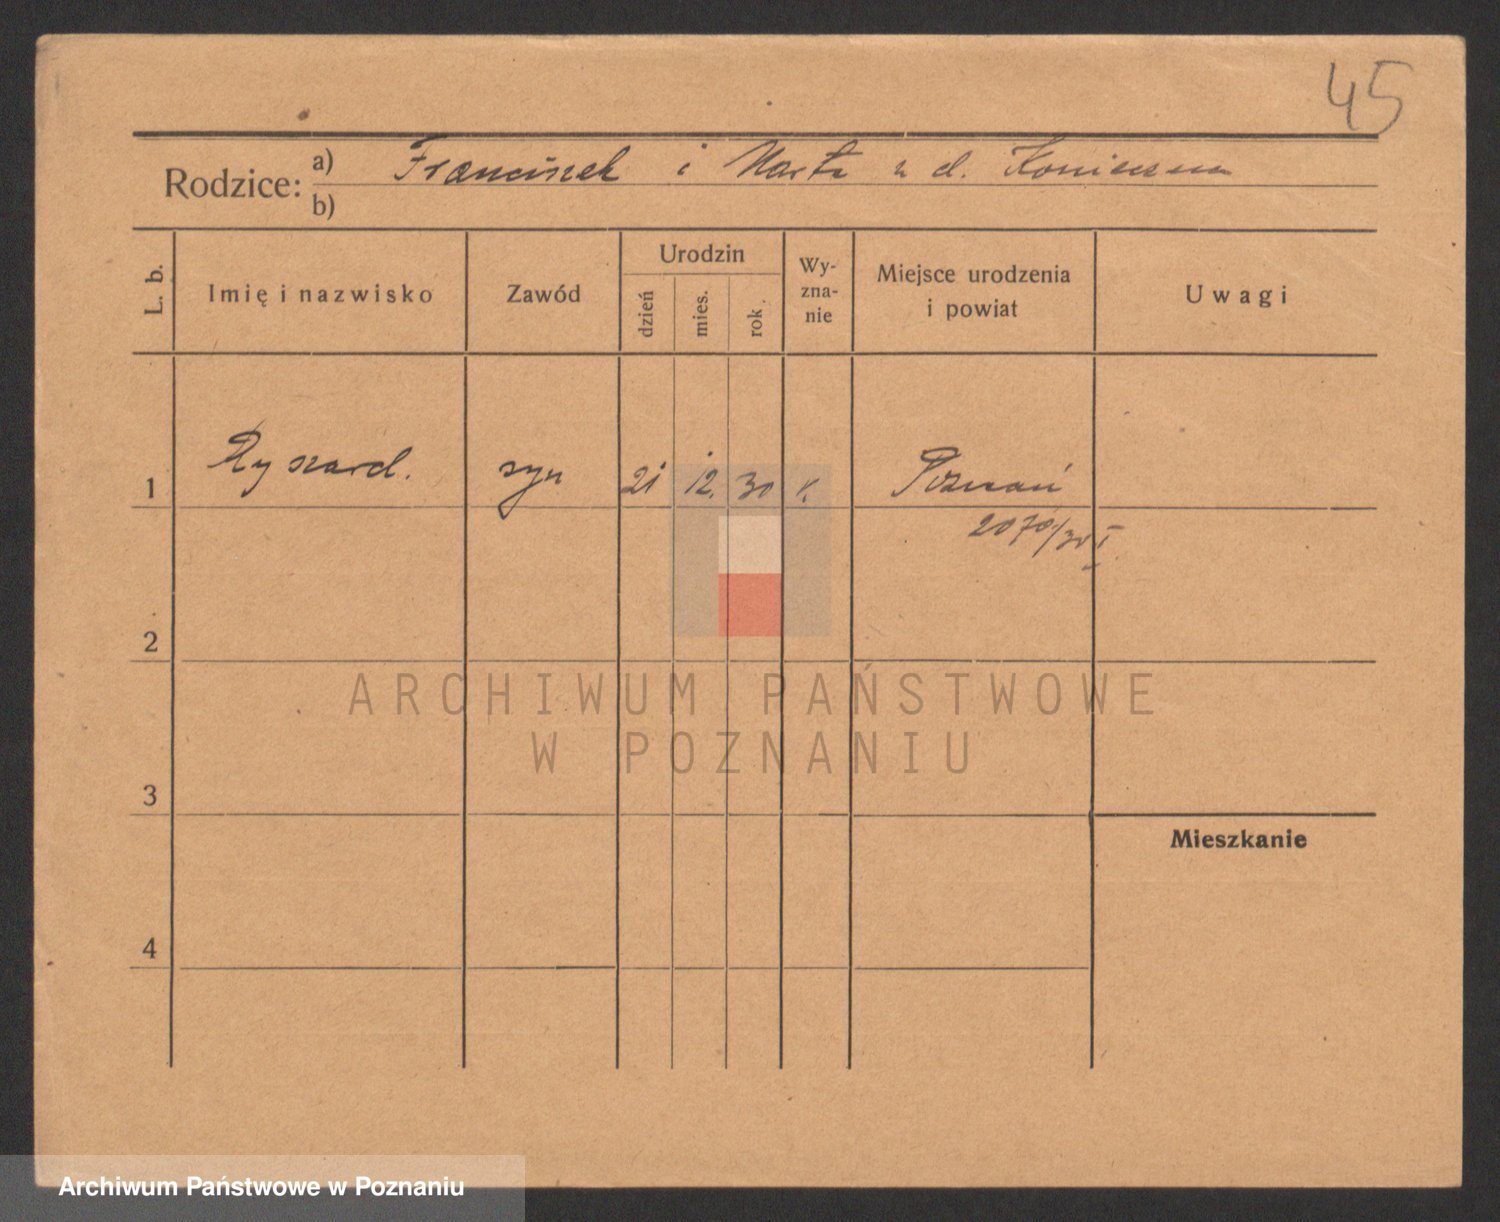 45
Rodzice: a) Franciszek i Marta z d. Konieczna
b)
L. b.
Imię i nazwisko
Zawód
Urodzin
dzień
mies.
rok
Wy-
zna-
nie
Miejsce urodzenia
i powiat
Uwagi
1 Ryszard. syn 21 12. 30 k. Poznań
2070/30 I
2
3
4
Mieszkanie
ARCHIWUM PAŃSTWOWE
W POZNANIU
Archiwum Państwowe w Poznaniu